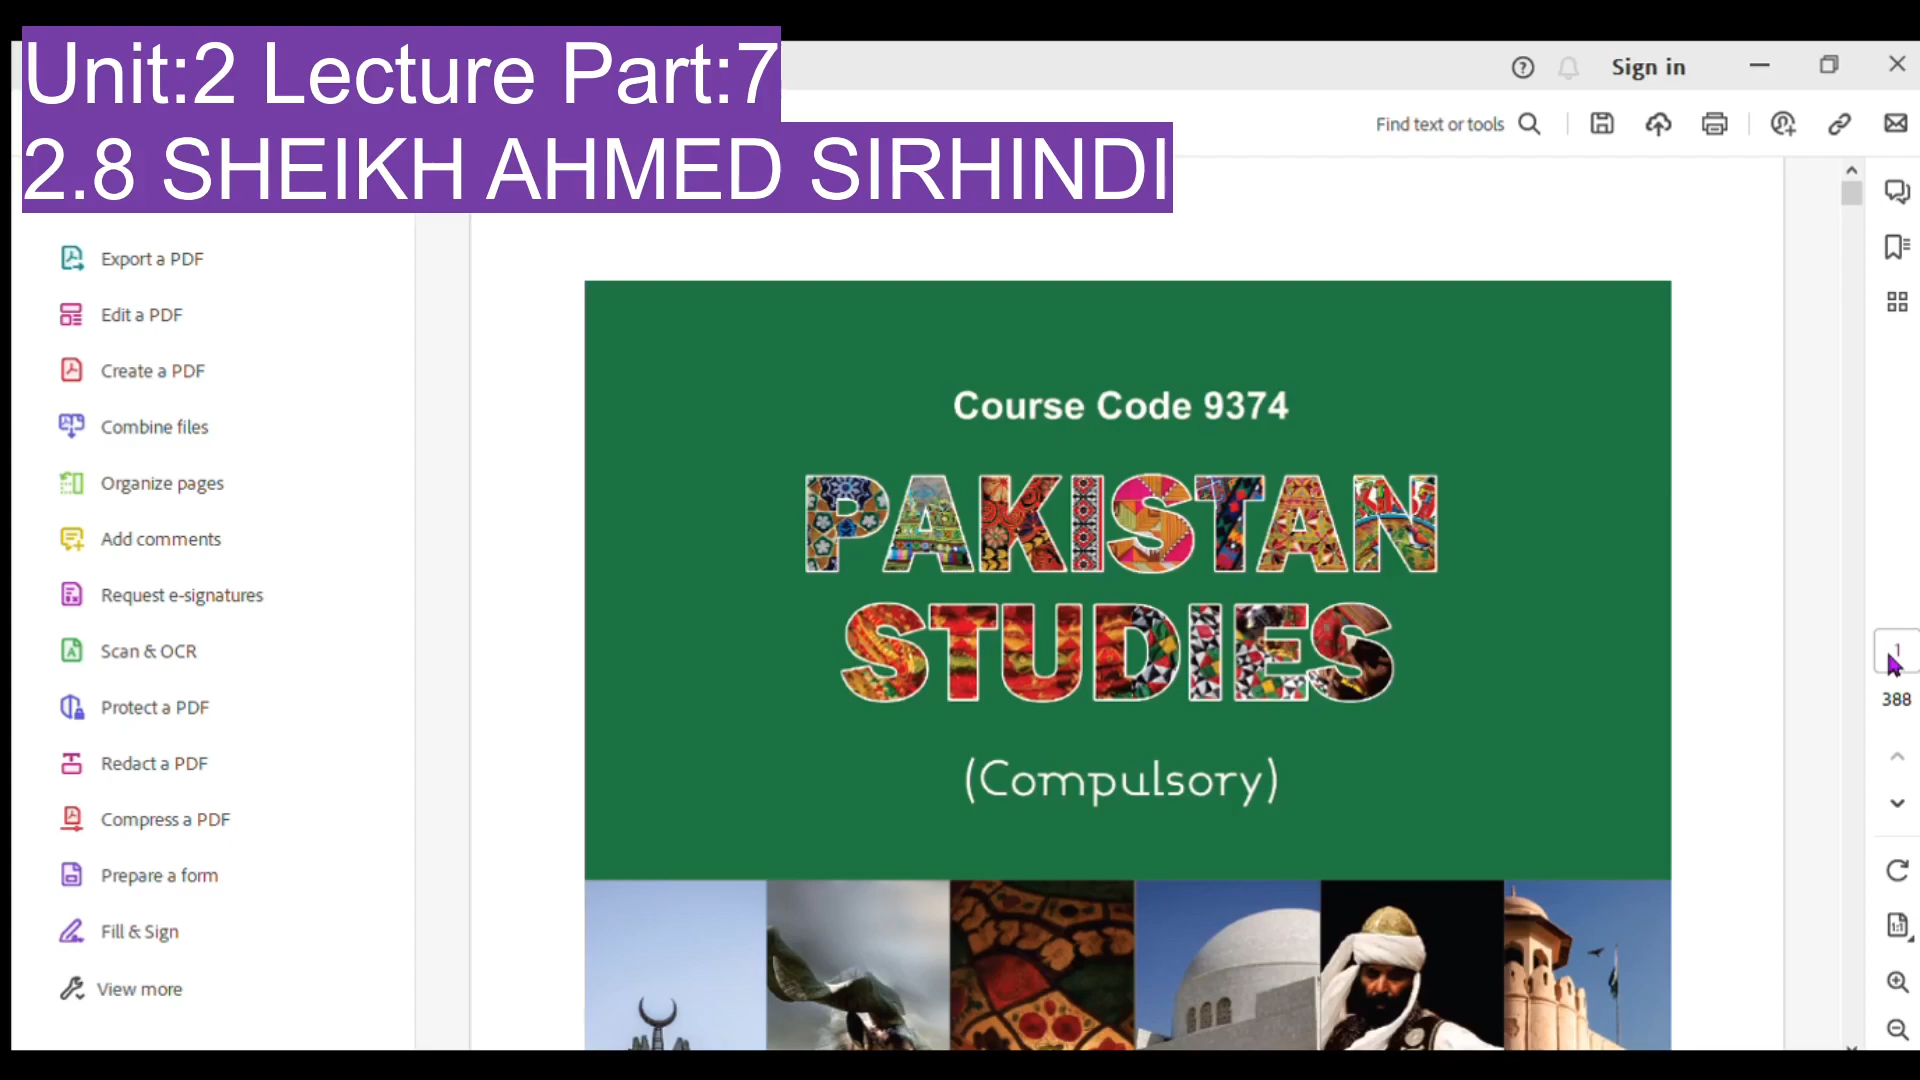 Unit:2 Lecture Part:7
2.8 SHEIKH AHMED SIRHINDI
Sign in
Find text or tools
Export a PDF
Edit a PDF
Create a PDF
Combine files
Organize pages
Add comments
Request e-signatures
Scan & OCR
Protect a PDF
Redact a PDF
Compress a PDF
Prepare a form
Fill & Sign
View more
Course Code 9374
PAKISTAN
STUDIES
(Compulsory)
1
388
1:1